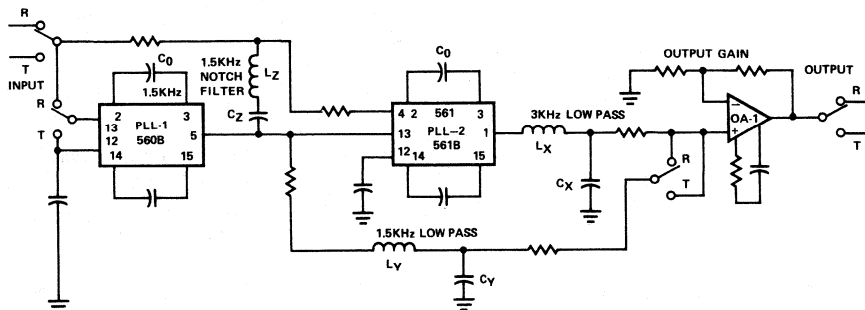 R
T
INPUT
R
T
C0
1.5KHz
2
3
13
PLL-1
12
560B
5
14
15
1.5KHz
NOTCH
FILTER
LZ
CZ
C0
4
2
561
3
13
PLL-2
1
12
561B
14
15
3KHz LOW PASS
LX
CX
R
T
1.5KHz LOW PASS
LY
CY
OUTPUT GAIN
−
OA-1
+
OUTPUT
R
T